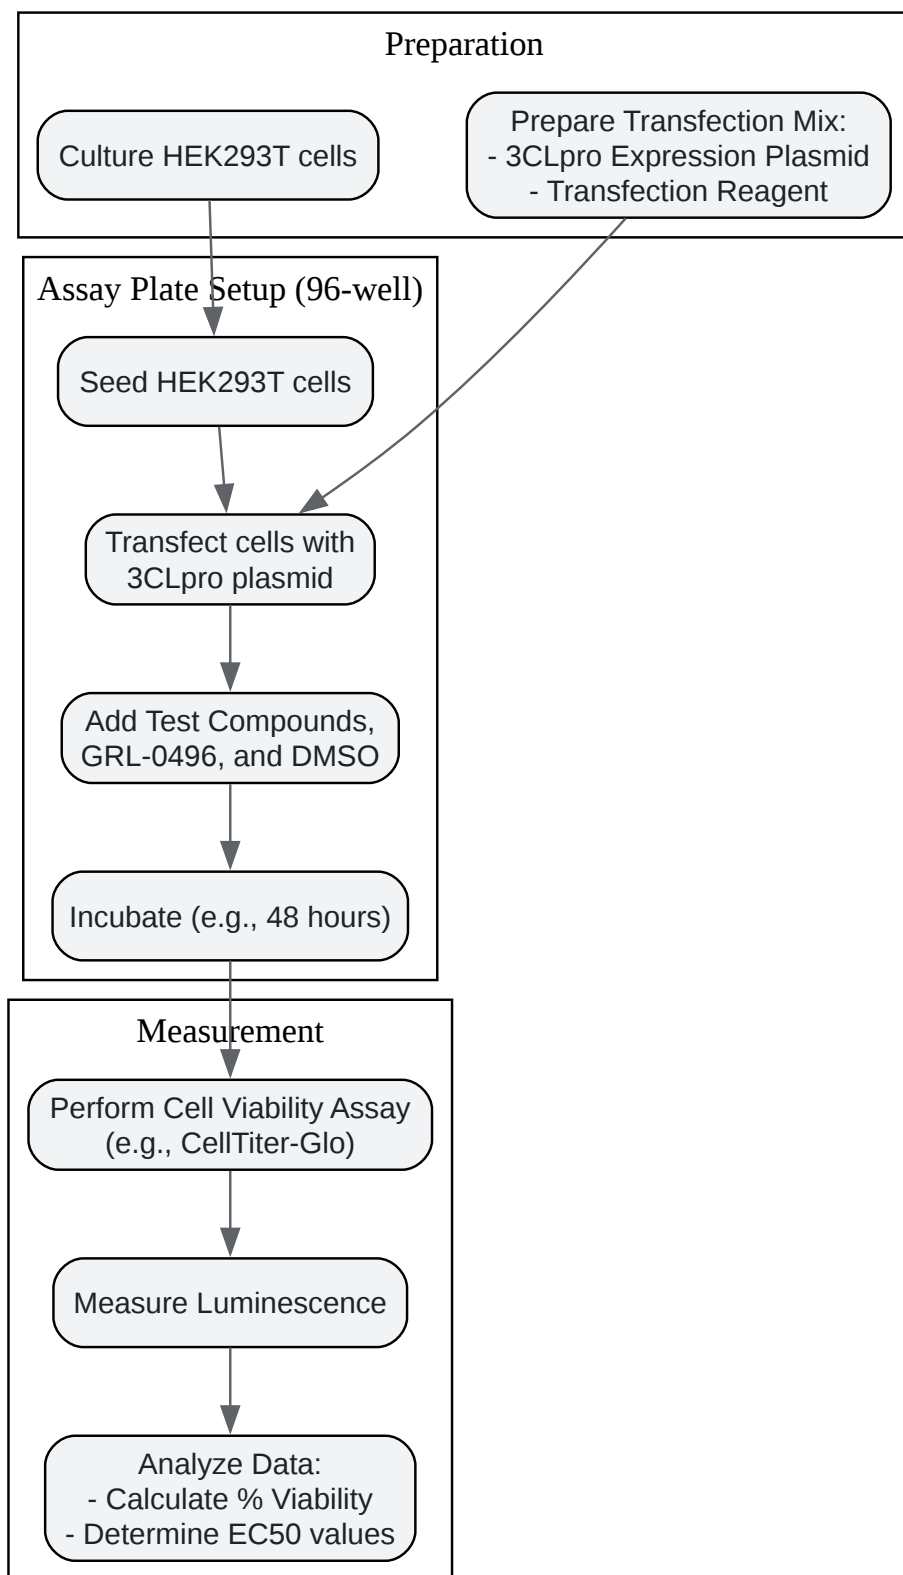 Preparation
Culture HEK293T cells
Prepare Transfection Mix:
- 3CLpro Expression Plasmid
- Transfection Reagent
Assay Plate Setup (96-well)
Seed HEK293T cells
Transfect cells with
3CLpro plasmid
Add Test Compounds,
GRL-0496, and DMSO
Incubate (e.g., 48 hours)
Measurement
Perform Cell Viability Assay
(e.g., CellTiter-Glo)
Measure Luminescence
Analyze Data:
- Calculate % Viability
- Determine EC50 values